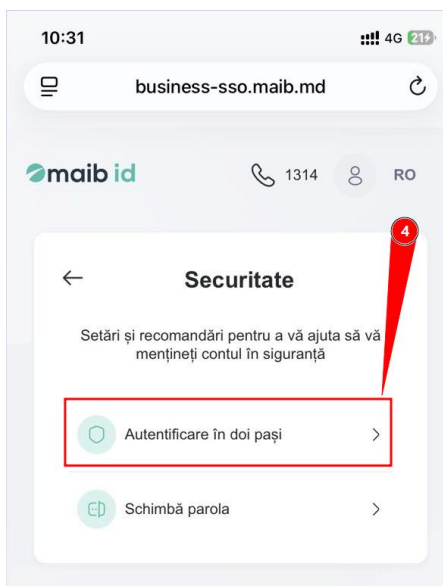 10:31
4G 21
business-sso.maib.md
maib id
1314
RO
4
Securitate
Setări și recomandări pentru a vă ajuta să vă
mențineți contul în siguranță
Autentificare în doi pași
Schimbă parola